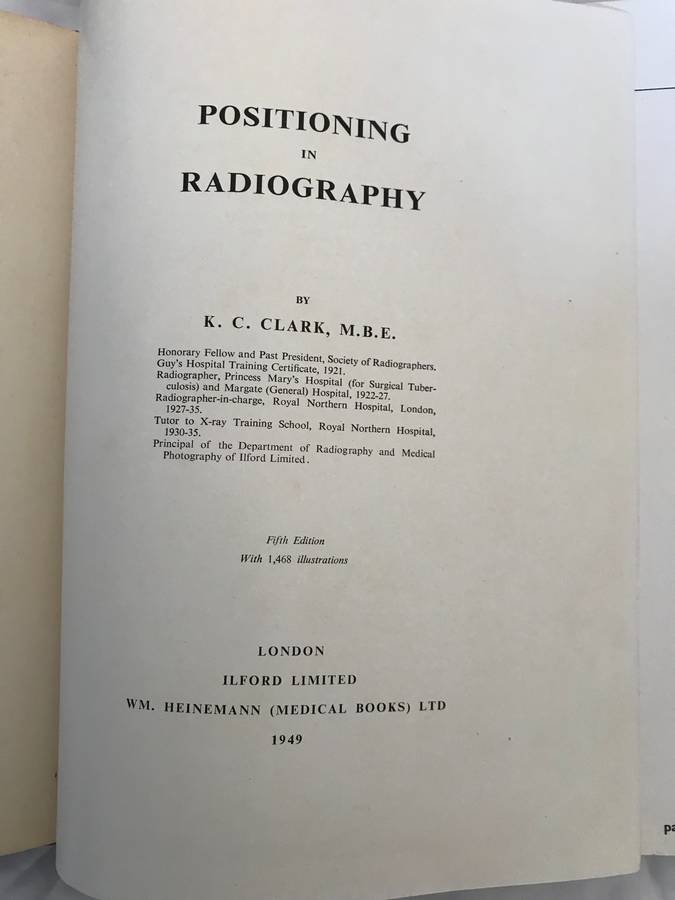 POSITIONING
IN
RADIOGRAPHY
BY
K. C. CLARK, M.B.E.
Honorary Fellow and Past President, Society of Radiographers.
Guy's Hospital Training Certificate, 1921.
Radiographer, Princess Mary's Hospital (for Surgical Tuber-
culosis) and Margate (General) Hospital, 1922-27.
Radiographer-in-charge, Royal Northern Hospital, London,
1927-35.
Tutor to X-ray Training School, Royal Northern Hospital,
1930-35.
Principal of the Department of Radiography and Medical
Photography of Ilford Limited.
Fifth Edition
With 1,468 illustrations
LONDON
ILFORD LIMITED
WM. HEINEMANN (MEDICAL BOOKS) LTD
1949